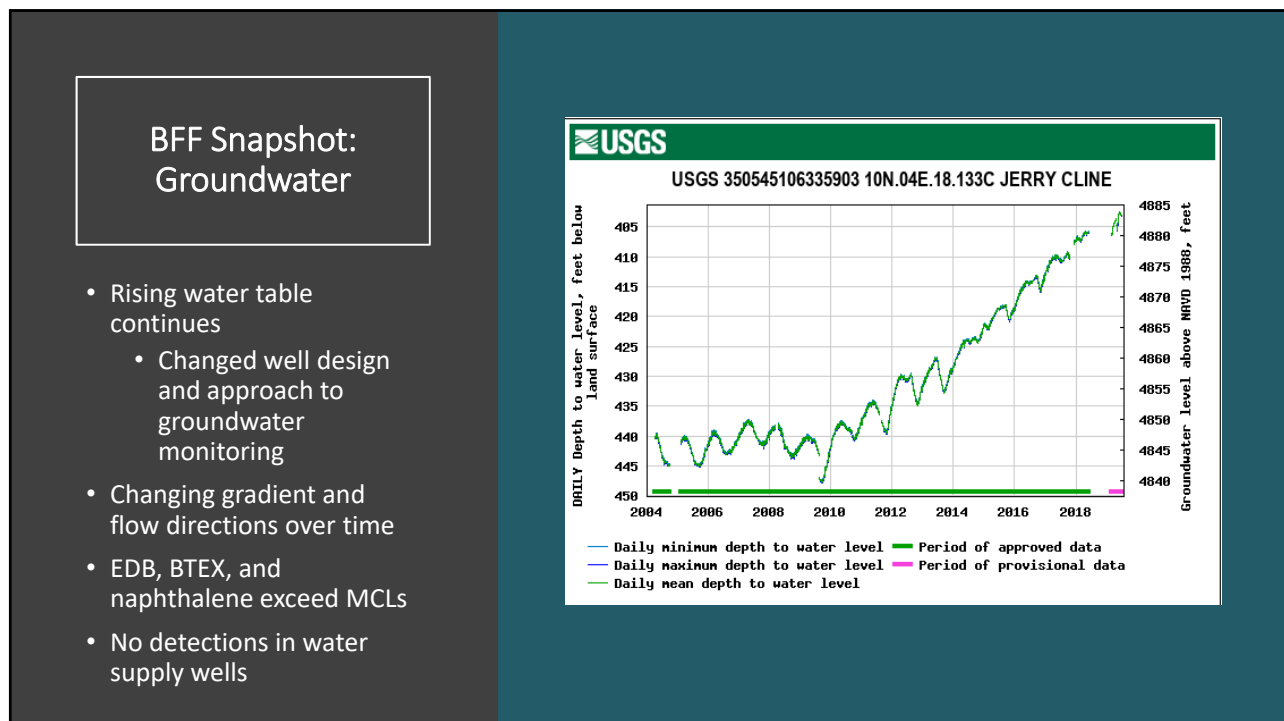 BFF Snapshot:
Groundwater
• Rising water table
continues
• Changed well design
and approach to
groundwater
monitoring
• Changing gradient and
flow directions over time
• EDB, BTEX, and
naphthalene exceed MCLs
• No detections in water
supply wells
USGS
USGS 350545106335903 10N.04E.18.133C JERRY CLINE
DAILY Depth to water level, feet below
land surface
405
410
415
420
425
430
435
440
445
450
2004 2006 2008 2010 2012 2014 2016 2018
4885
4880
4875
4870
4865
4860
4855
4850
4845
4840
Groundwater level above NAVD 1988, feet
Daily minimum depth to water level Period of approved data
Daily maximum depth to water level Period of provisional data
Daily mean depth to water level